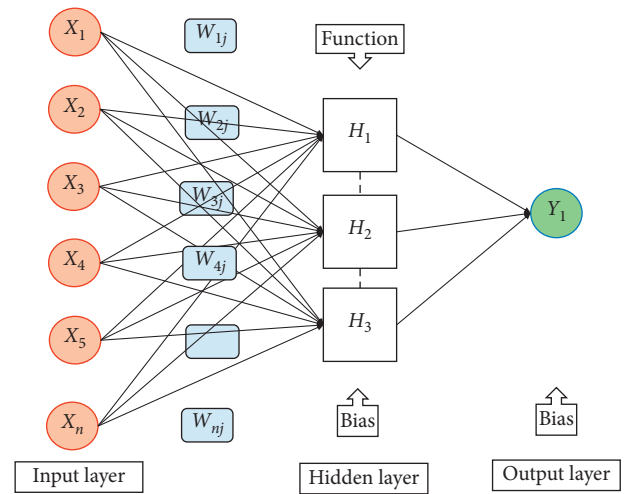 X1
W1j
Function
X2
W2j
H1
X3
W3j
Y1
H2
X4
W4j
X5
H3
Xn
Wnj
Bias
Bias
Input layer
Hidden layer
Output layer